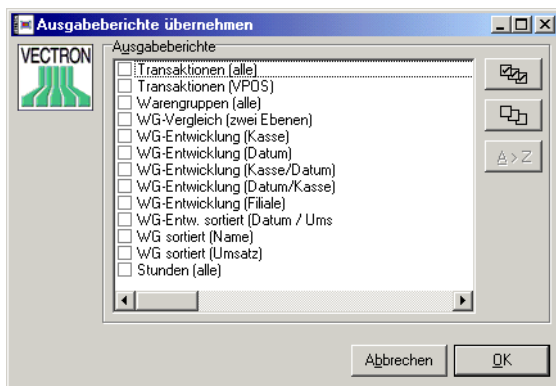 Ausgabeberichte übernehmen
VECTRON
Ausgabeberichte
Transaktionen (alle)
Transaktionen (VPOS)
Warengruppen (alle)
WG-Vergleich (zwei Ebenen)
WG-Entwicklung (Kasse)
WG-Entwicklung (Datum)
WG-Entwicklung (Kasse/Datum)
WG-Entwicklung (Datum/Kasse)
WG-Entwicklung (Filiale)
WG-Entw. sortiert (Datum / Ums
WG sortiert (Name)
WG sortiert (Umsatz)
Stunden (alle)
A>Z
Abbrechen
OK